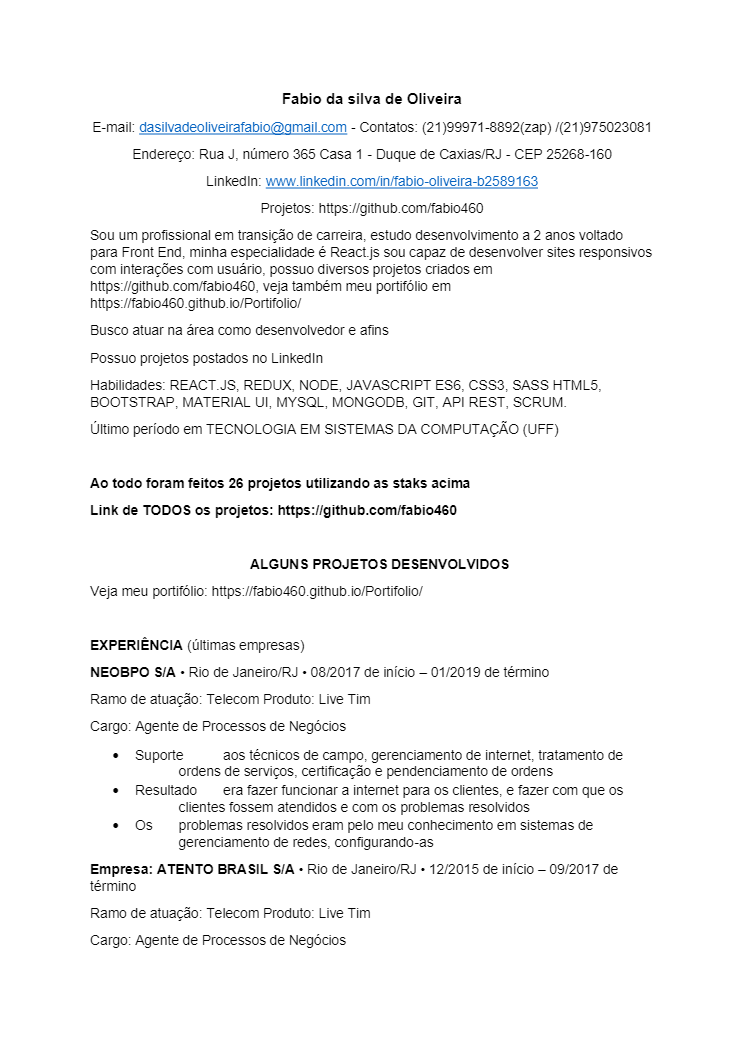 Fabio da silva de Oliveira
E-mail: dasilvadeoliveirafabio@gmail.com - Contatos: (21)99971-8892(zap) /(21)975023081
Endereço: Rua J, número 365 Casa 1 - Duque de Caxias/RJ - CEP 25268-160
LinkedIn: www.linkedin.com/in/fabio-oliveira-b2589163
Projetos: https://github.com/fabio460
Sou um profissional em transição de carreira, estudo desenvolvimento a 2 anos voltado
para Front End, minha especialidade é React.js sou capaz de desenvolver sites responsivos
com interações com usuário, possuo diversos projetos criados em
https://github.com/fabio460, veja também meu portifólio em
https://fabio460.github.io/Portifolio/
Busco atuar na área como desenvolvedor e afins
Possuo projetos postados no LinkedIn
Habilidades: REACT.JS, REDUX, NODE, JAVASCRIPT ES6, CSS3, SASS HTML5,
BOOTSTRAP, MATERIAL UI, MYSQL, MONGODB, GIT, API REST, SCRUM.
Último período em TECNOLOGIA EM SISTEMAS DA COMPUTAÇÃO (UFF)
Ao todo foram feitos 26 projetos utilizando as staks acima
Link de TODOS os projetos: https://github.com/fabio460
ALGUNS PROJETOS DESENVOLVIDOS
Veja meu portifólio: https://fabio460.github.io/Portifolio/
EXPERIÊNCIA (últimas empresas)
NEOBPO S/A • Rio de Janeiro/RJ • 08/2017 de início – 01/2019 de término
Ramo de atuação: Telecom Produto: Live Tim
Cargo: Agente de Processos de Negócios
• Suporte aos técnicos de campo, gerenciamento de internet, tratamento de
ordens de serviços, certificação e pendenciamento de ordens
• Resultado era fazer funcionar a internet para os clientes, e fazer com que os
clientes fossem atendidos e com os problemas resolvidos
• Os problemas resolvidos eram pelo meu conhecimento em sistemas de
gerenciamento de redes, configurando-as
Empresa: ATENTO BRASIL S/A • Rio de Janeiro/RJ • 12/2015 de início – 09/2017 de
término
Ramo de atuação: Telecom Produto: Live Tim
Cargo: Agente de Processos de Negócios